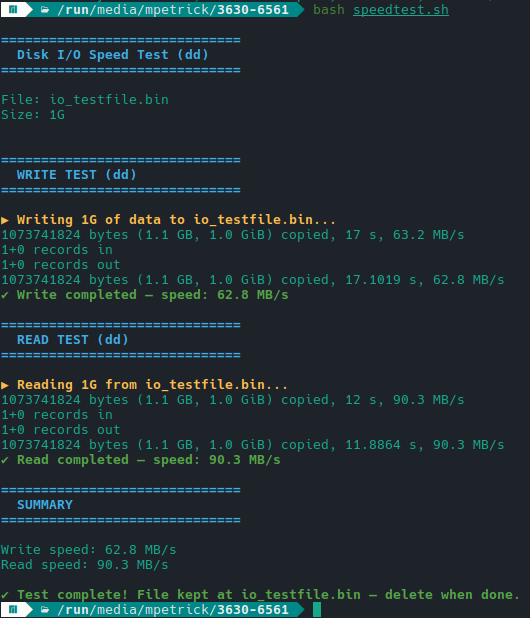 /run/media/mpetrick/3630-6561 bash speedtest.sh
==============================
Disk I/O Speed Test (dd)
==============================
File: io_testfile.bin
Size: 1G
==============================
WRITE TEST (dd)
==============================
▶ Writing 1G of data to io_testfile.bin...
1073741824 bytes (1.1 GB, 1.0 GiB) copied, 17 s, 63.2 MB/s
1+0 records in
1+0 records out
1073741824 bytes (1.1 GB, 1.0 GiB) copied, 17.1019 s, 62.8 MB/s
✔ Write completed — speed: 62.8 MB/s
==============================
READ TEST (dd)
==============================
▶ Reading 1G from io_testfile.bin...
1073741824 bytes (1.1 GB, 1.0 GiB) copied, 12 s, 90.3 MB/s
1+0 records in
1+0 records out
1073741824 bytes (1.1 GB, 1.0 GiB) copied, 11.8864 s, 90.3 MB/s
✔ Read completed — speed: 90.3 MB/s
==============================
SUMMARY
==============================
Write speed: 62.8 MB/s
Read speed: 90.3 MB/s
✔ Test complete! File kept at io_testfile.bin — delete when done.
/run/media/mpetrick/3630-6561